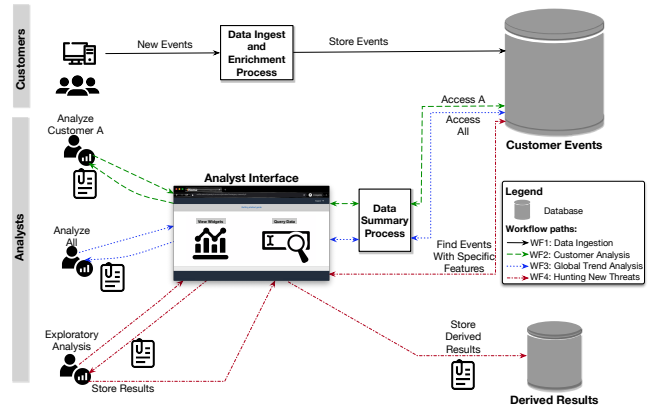 Customers
New Events
Data Ingest
and
Enrichment
Process
Store Events
Customer Events
Analysts
Analyze
Customer A
Analyst Interface
View Widgets
Query Data
Data
Summary
Process
Access A
Access
All
Analyze
All
Find Events
With Specific
Features
Legend
Database
Workflow paths:
WF1: Data Ingestion
WF2: Customer Analysis
WF3: Global Trend Analysis
WF4: Hunting New Threats
Exploratory
Analysis
Store Results
Store
Derived
Results
Derived Results